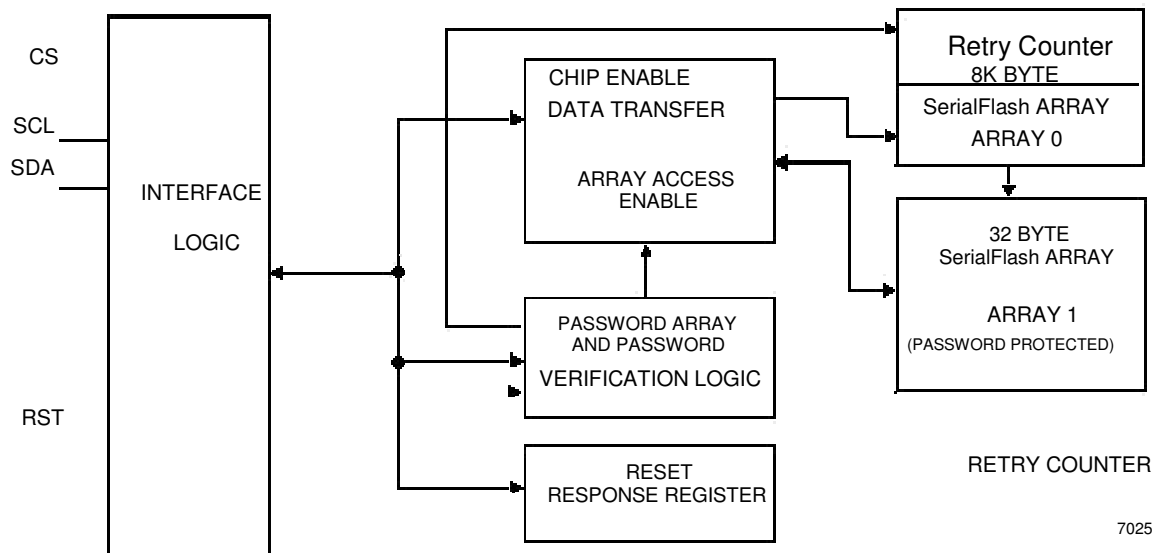 CS
SCL
SDA
RST
INTERFACE
LOGIC
CHIP ENABLE
DATA TRANSFER
ARRAY ACCESS
ENABLE
PASSWORD ARRAY
AND PASSWORD
VERIFICATION LOGIC
RESET
RESPONSE REGISTER
Retry Counter
8K BYTE
SerialFlash ARRAY
ARRAY 0
32 BYTE
SerialFlash ARRAY
ARRAY 1
(PASSWORD PROTECTED)
RETRY COUNTER
7025